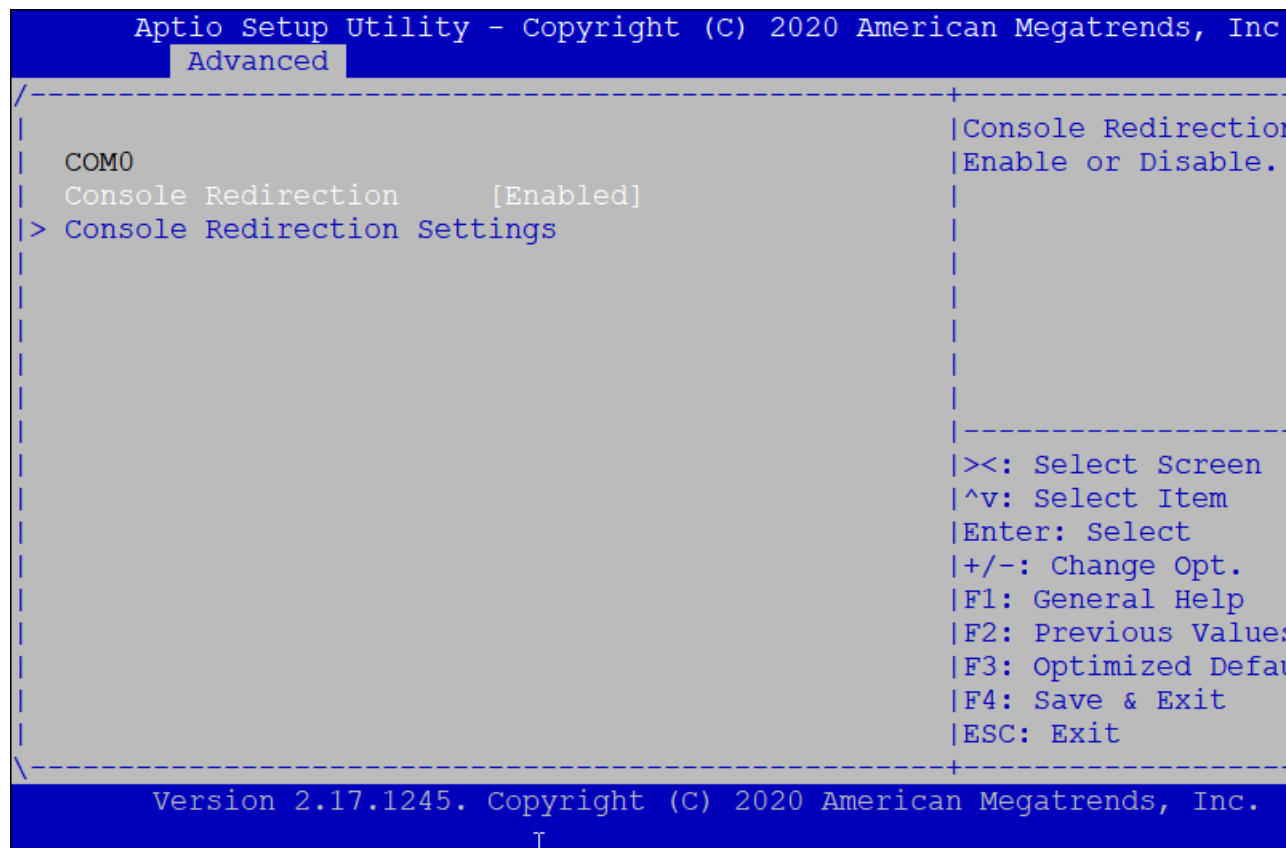 Aptio Setup Utility - Copyright (C) 2020 American Megatrends, Inc
Advanced
/----------------------------------------------------+-------------------
| |Console Redirection
| COM0 |Enable or Disable.
| Console Redirection [Enabled] |
|> Console Redirection Settings |
| |
| |
| |
| |
| |
| |-------------------
| |><: Select Screen
| |^v: Select Item
| |Enter: Select
| |+/-: Change Opt.
| |F1: General Help
| |F2: Previous Values
| |F3: Optimized Defau
| |F4: Save & Exit
| |ESC: Exit
\----------------------------------------------------+-------------------
Version 2.17.1245. Copyright (C) 2020 American Megatrends, Inc.